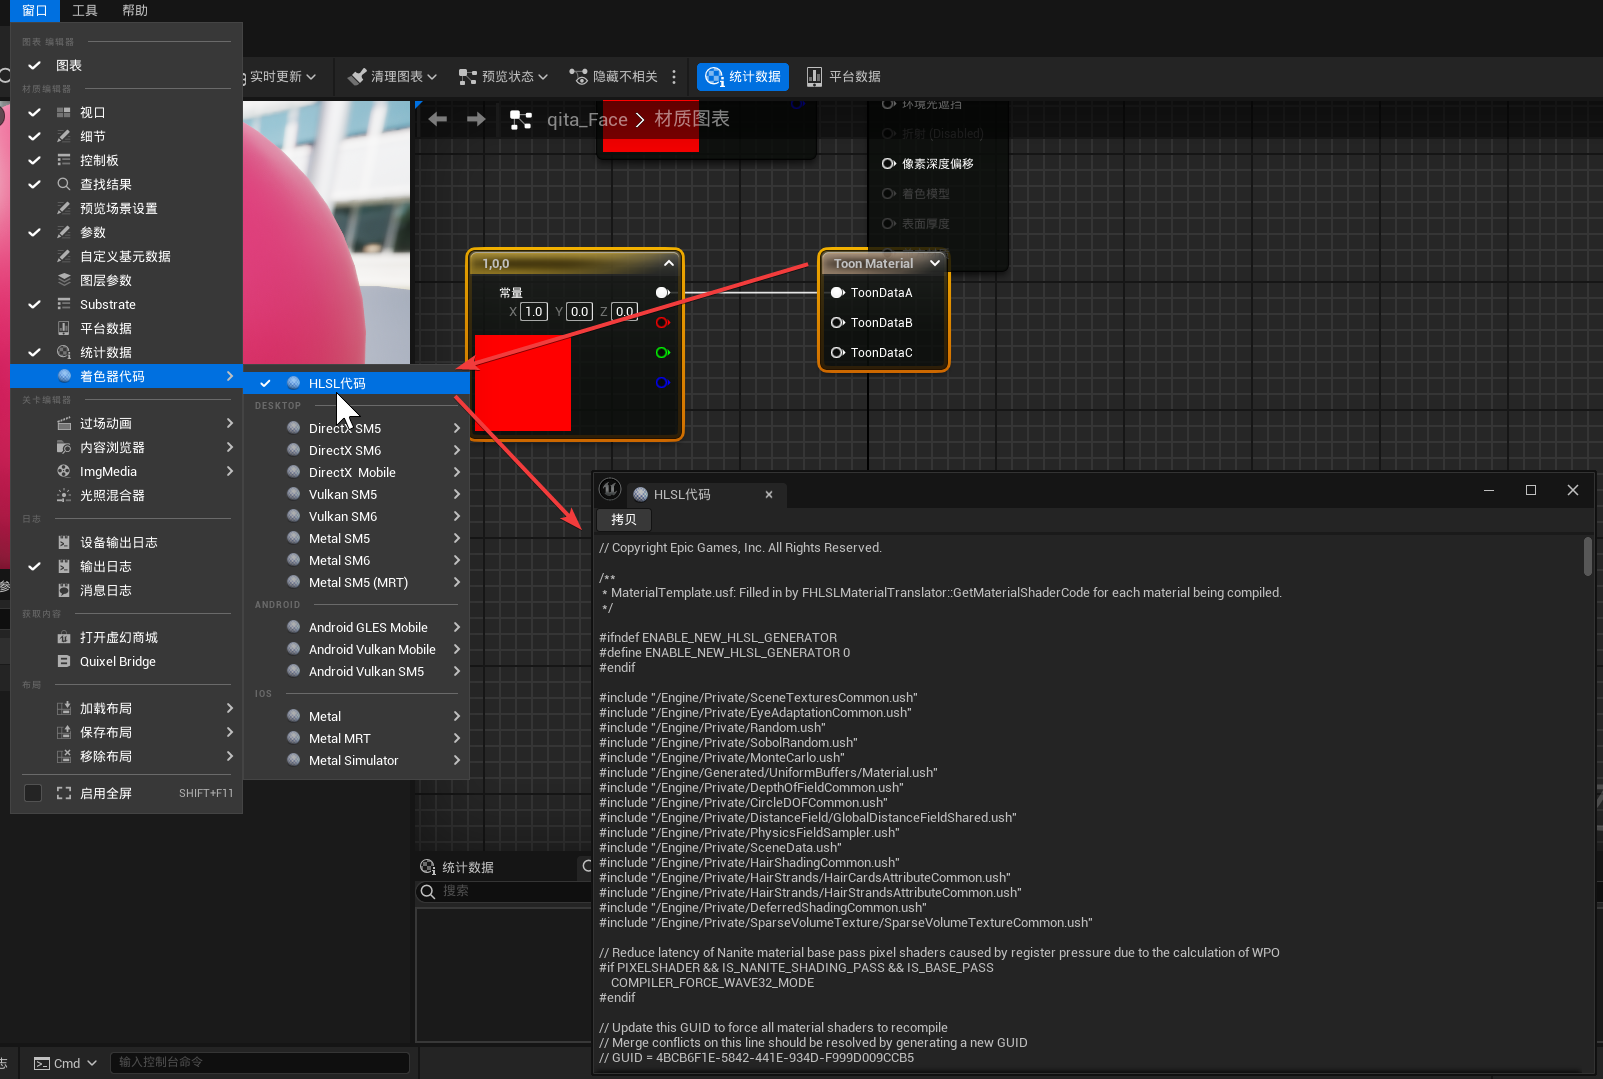 窗口 工具 帮助
图表 编辑器
图表
材质编辑器
视口
细节
控制板
查找结果
预览场景设置
参数
自定义基元数据
图层参数
Substrate
平台数据
统计数据
着色器代码
关卡编辑器
过场动画
内容浏览器
ImgMedia
光照混合器
日志
设备输出日志
输出日志
消息日志
获取内容
打开虚幻商城
Quixel Bridge
布局
加载布局
保存布局
移除布局
启用全屏 SHIFT+F11
HLSL代码
DESKTOP
DirectX SM5
DirectX SM6
DirectX Mobile
Vulkan SM5
Vulkan SM6
Metal SM5
Metal SM6
Metal SM5 (MRT)
ANDROID
Android GLES Mobile
Android Vulkan Mobile
Android Vulkan SM5
IOS
Metal
Metal MRT
Metal Simulator
实时更新 清理图表 预览状态 隐藏不相关 统计数据 平台数据
qita_Face > 材质图表
环境光遮挡
折射 (Disabled)
像素深度偏移
着色模型
表面厚度
1,0,0
常量
X 1.0 Y 0.0 Z 0.0
Toon Material
ToonDataA
ToonDataB
ToonDataC
统计数据
搜索
HLSL代码
拷贝
// Copyright Epic Games, Inc. All Rights Reserved.
/**
* MaterialTemplate.usf: Filled in by FHLSLMaterialTranslator::GetMaterialShaderCode for each material being compiled.
*/
#ifndef ENABLE_NEW_HLSL_GENERATOR
#define ENABLE_NEW_HLSL_GENERATOR 0
#endif
#include "/Engine/Private/SceneTexturesCommon.ush"
#include "/Engine/Private/EyeAdaptationCommon.ush"
#include "/Engine/Private/Random.ush"
#include "/Engine/Private/SobolRandom.ush"
#include "/Engine/Private/MonteCarlo.ush"
#include "/Engine/Generated/UniformBuffers/Material.ush"
#include "/Engine/Private/DepthOfFieldCommon.ush"
#include "/Engine/Private/CircleDOFCommon.ush"
#include "/Engine/Private/DistanceField/GlobalDistanceFieldShared.ush"
#include "/Engine/Private/PhysicsFieldSampler.ush"
#include "/Engine/Private/SceneData.ush"
#include "/Engine/Private/HairShadingCommon.ush"
#include "/Engine/Private/HairStrands/HairCardsAttributeCommon.ush"
#include "/Engine/Private/HairStrands/HairStrandsAttributeCommon.ush"
#include "/Engine/Private/DeferredShadingCommon.ush"
#include "/Engine/Private/SparseVolumeTexture/SparseVolumeTextureCommon.ush"
// Reduce latency of Nanite material base pass pixel shaders caused by register pressure due to the calculation of WPO
#if PIXELSHADER && IS_NANITE_SHADING_PASS && IS_BASE_PASS
COMPILER_FORCE_WAVE32_MODE
#endif
// Update this GUID to force all material shaders to recompile
// Merge conflicts on this line should be resolved by generating a new GUID
// GUID = 4BCB6F1E-5842-441E-934D-F999D009CCB5
Cmd 输入控制台命令